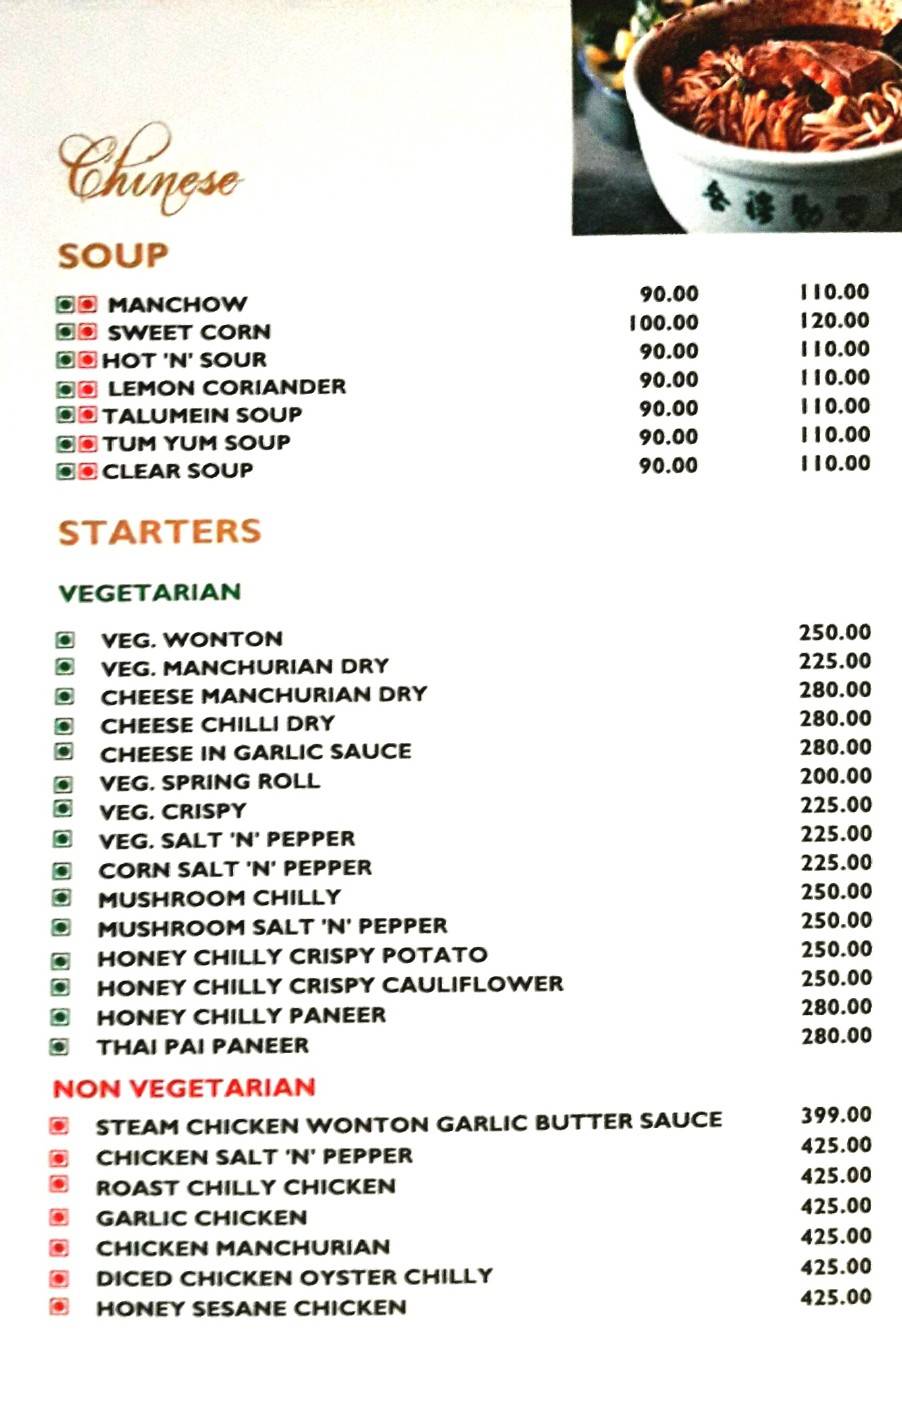 Chinese
SOUP
MANCHOW 90.00 110.00
SWEET CORN 100.00 120.00
HOT 'N' SOUR 90.00 110.00
LEMON CORIANDER 90.00 110.00
TALUMEIN SOUP 90.00 110.00
TUM YUM SOUP 90.00 110.00
CLEAR SOUP 90.00 110.00
STARTERS
VEGETARIAN
VEG. WONTON 250.00
VEG. MANCHURIAN DRY 225.00
CHEESE MANCHURIAN DRY 280.00
CHEESE CHILLI DRY 280.00
CHEESE IN GARLIC SAUCE 280.00
VEG. SPRING ROLL 200.00
VEG. CRISPY 225.00
VEG. SALT 'N' PEPPER 225.00
CORN SALT 'N' PEPPER 225.00
MUSHROOM CHILLY 250.00
MUSHROOM SALT 'N' PEPPER 250.00
HONEY CHILLY CRISPY POTATO 250.00
HONEY CHILLY CRISPY CAULIFLOWER 250.00
HONEY CHILLY PANEER 280.00
THAI PAI PANEER 280.00
NON VEGETARIAN
STEAM CHICKEN WONTON GARLIC BUTTER SAUCE 399.00
CHICKEN SALT 'N' PEPPER 425.00
ROAST CHILLY CHICKEN 425.00
GARLIC CHICKEN 425.00
CHICKEN MANCHURIAN 425.00
DICED CHICKEN OYSTER CHILLY 425.00
HONEY SESANE CHICKEN 425.00